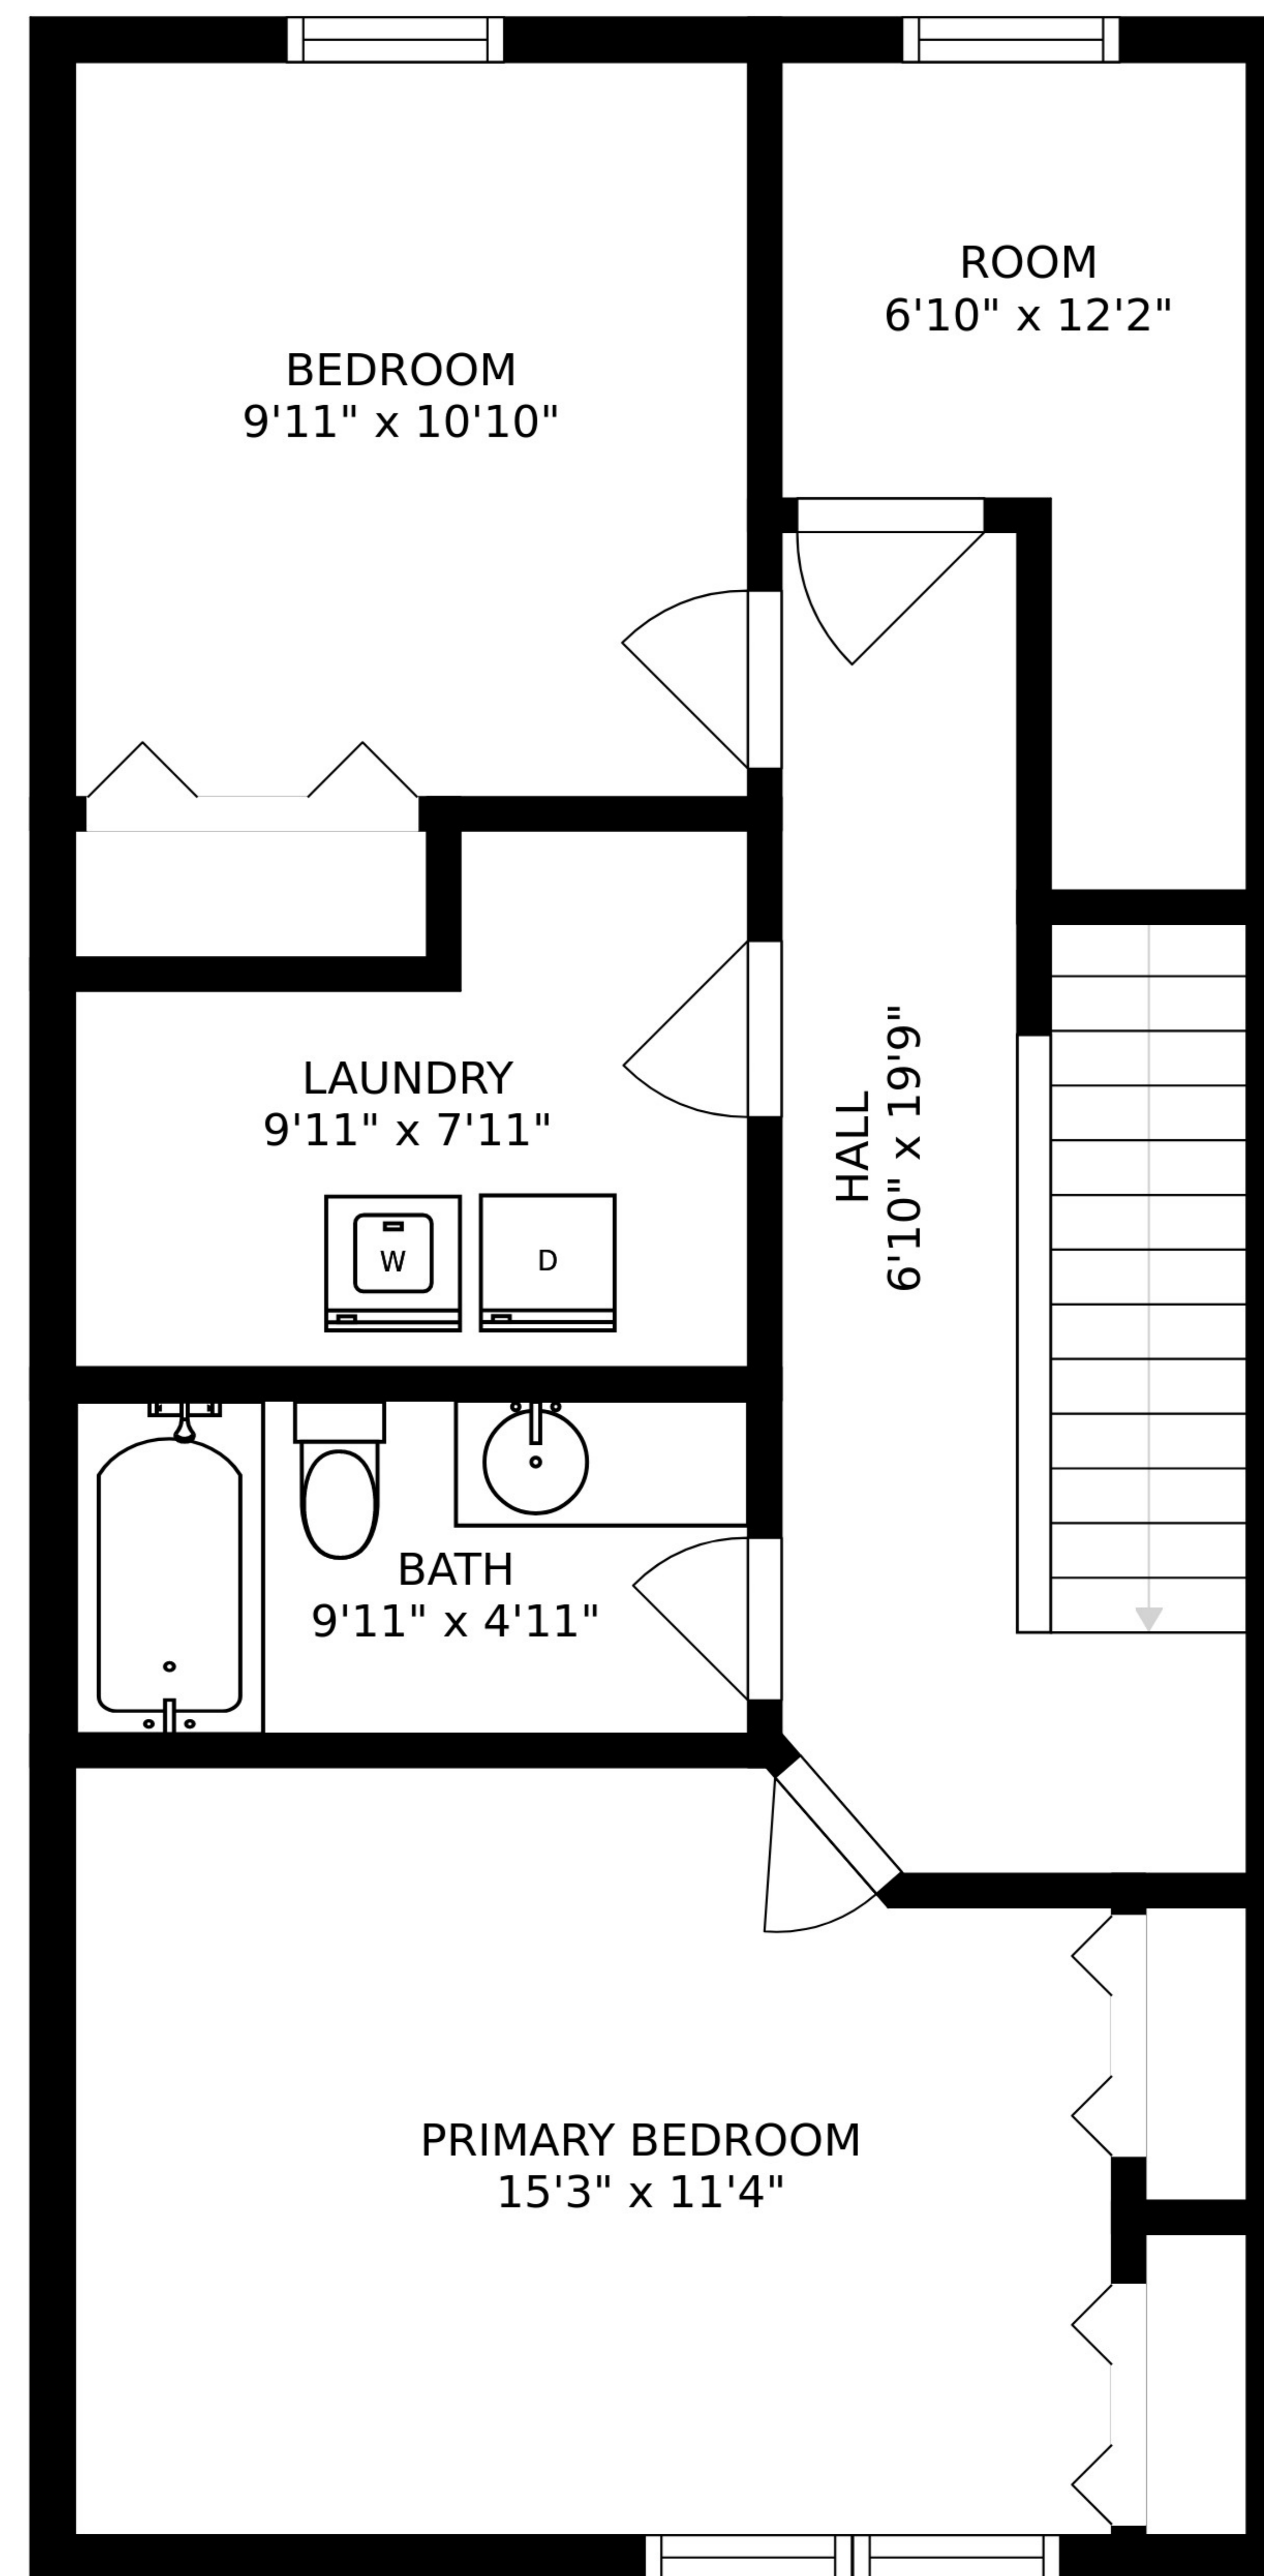 ROOM
6'10" x 12'2"
BEDROOM
9'11" x 10'10"
LAUNDRY
9'11" x 7'11"
HALL
6'10" x 19'9"
W
D
BATH
9'11" x 4'11"
PRIMARY BEDROOM
15'3" x 11'4"